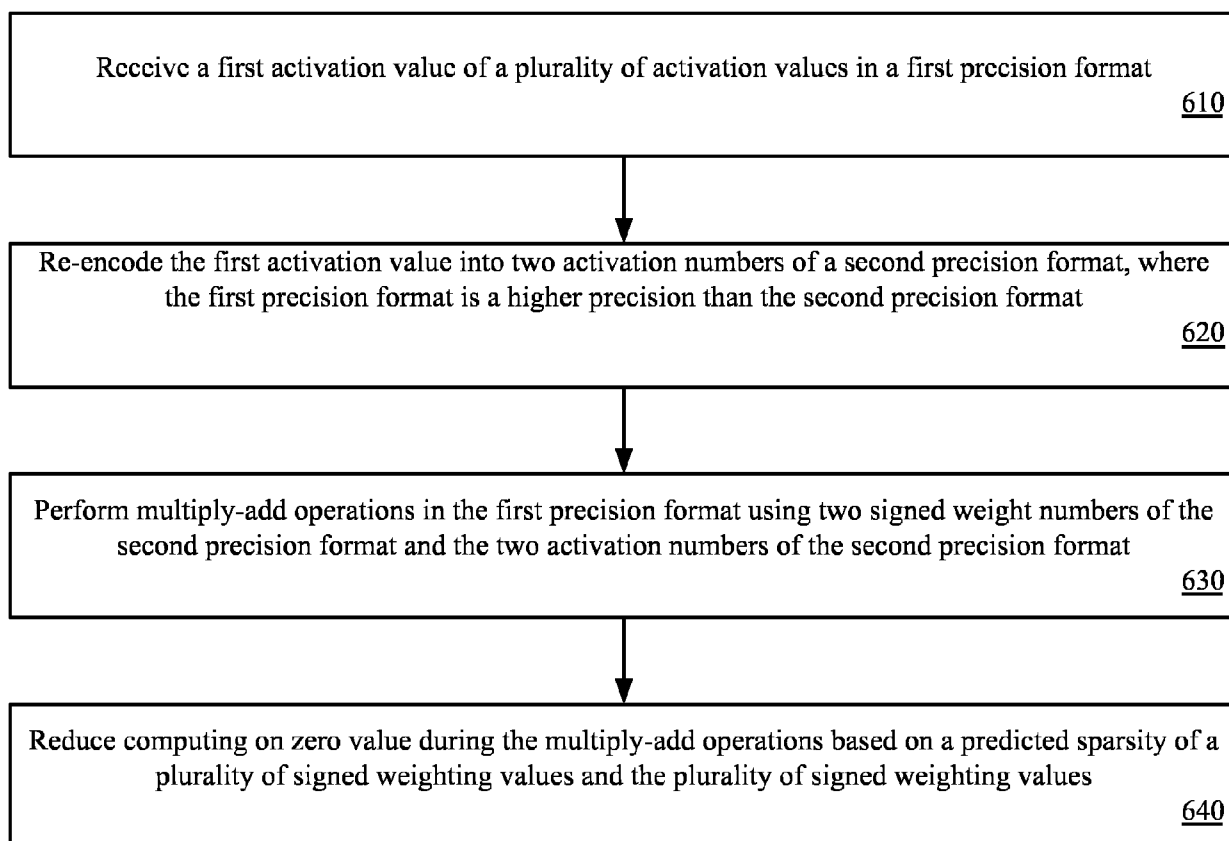 Receive a first activation value of a plurality of activation values in a first precision format
610
Re-encode the first activation value into two activation numbers of a second precision format, where
the first precision format is a higher precision than the second precision format
620
Perform multiply-add operations in the first precision format using two signed weight numbers of the
second precision format and the two activation numbers of the second precision format
630
Reduce computing on zero value during the multiply-add operations based on a predicted sparsity of a
plurality of signed weighting values and the plurality of signed weighting values
640